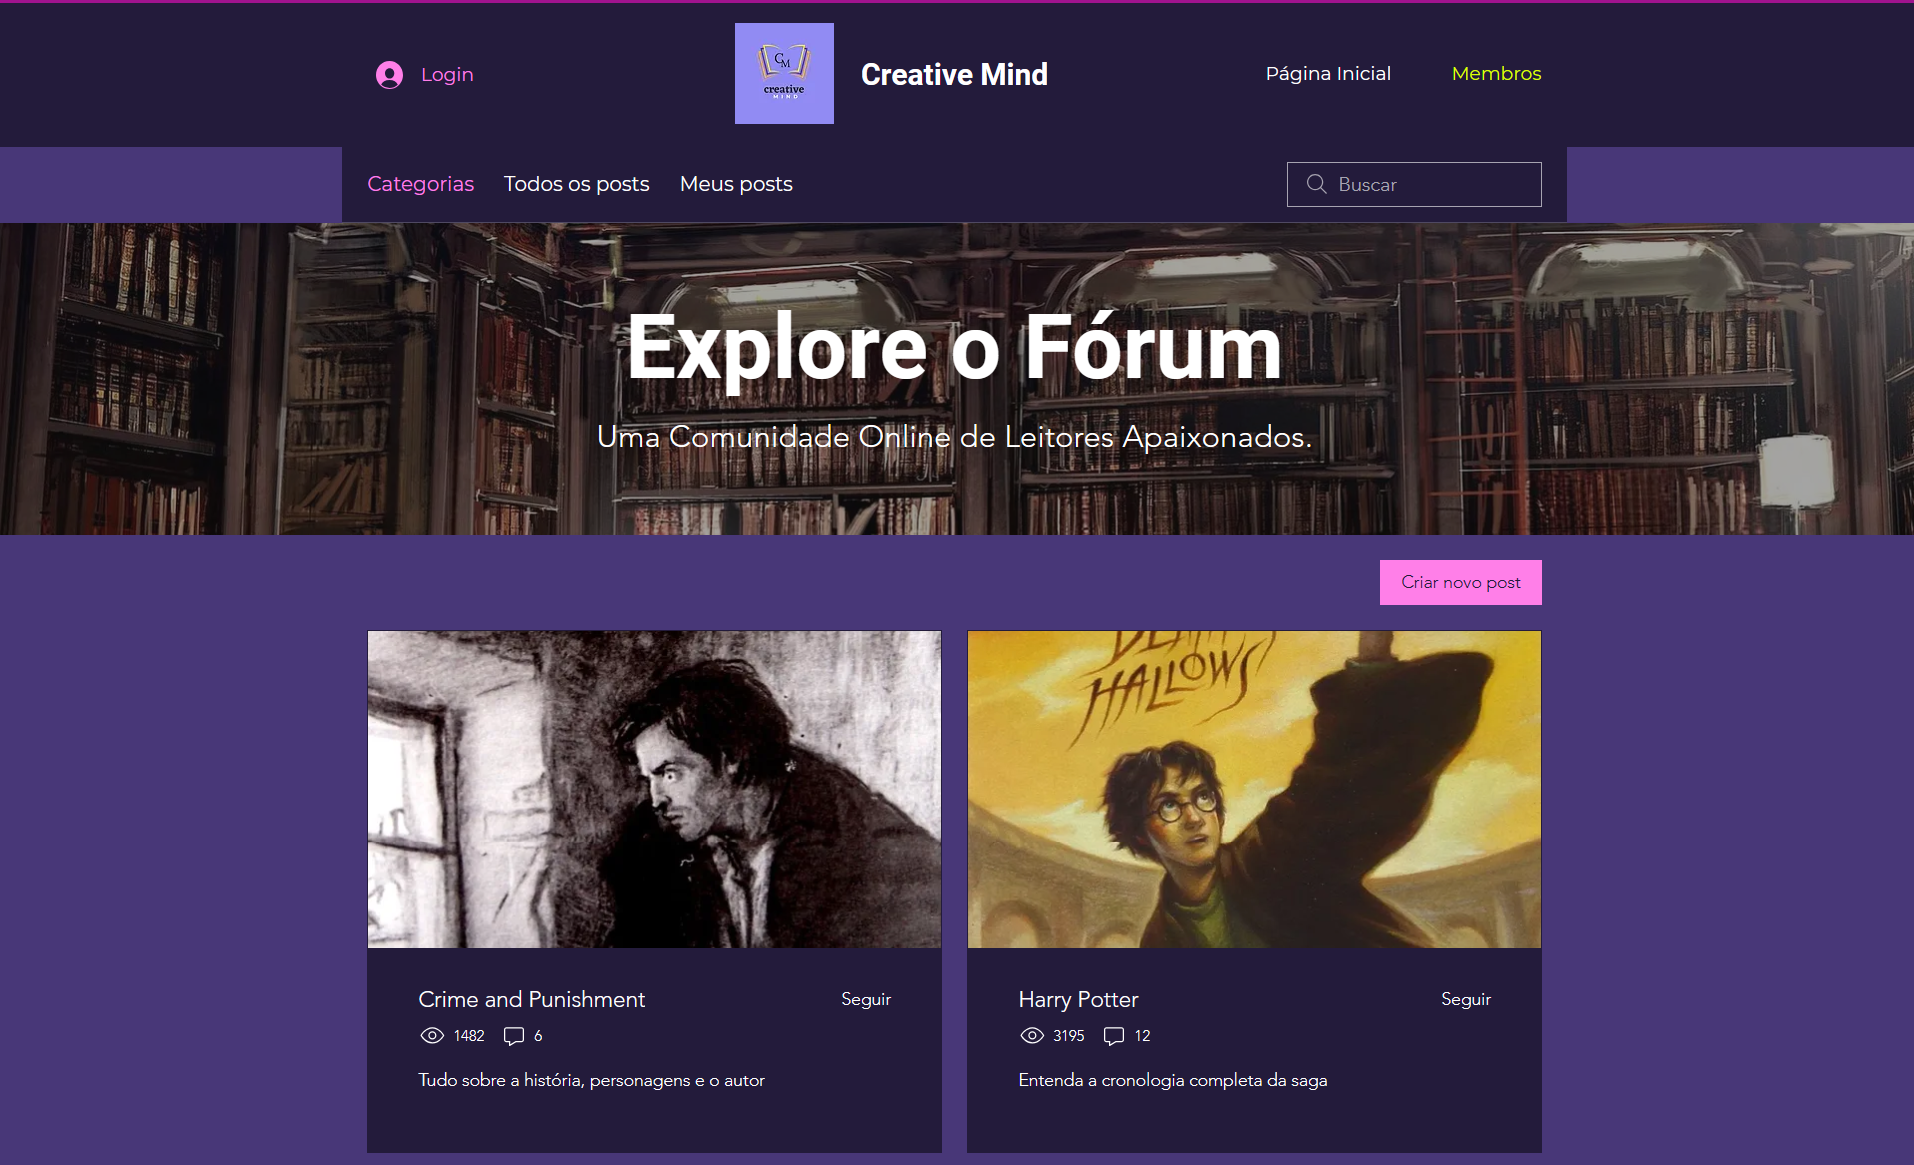 Login
CM
creative
MIND
Creative Mind
Página Inicial
Membros
Categorias
Todos os posts
Meus posts
Buscar
Explore o Fórum
Uma Comunidade Online de Leitores Apaixonados.
Criar novo post
DEATHLY
HALLOWS
Crime and Punishment
Seguir
1482
6
Tudo sobre a história, personagens e o autor
Harry Potter
Seguir
3195
12
Entenda a cronologia completa da saga